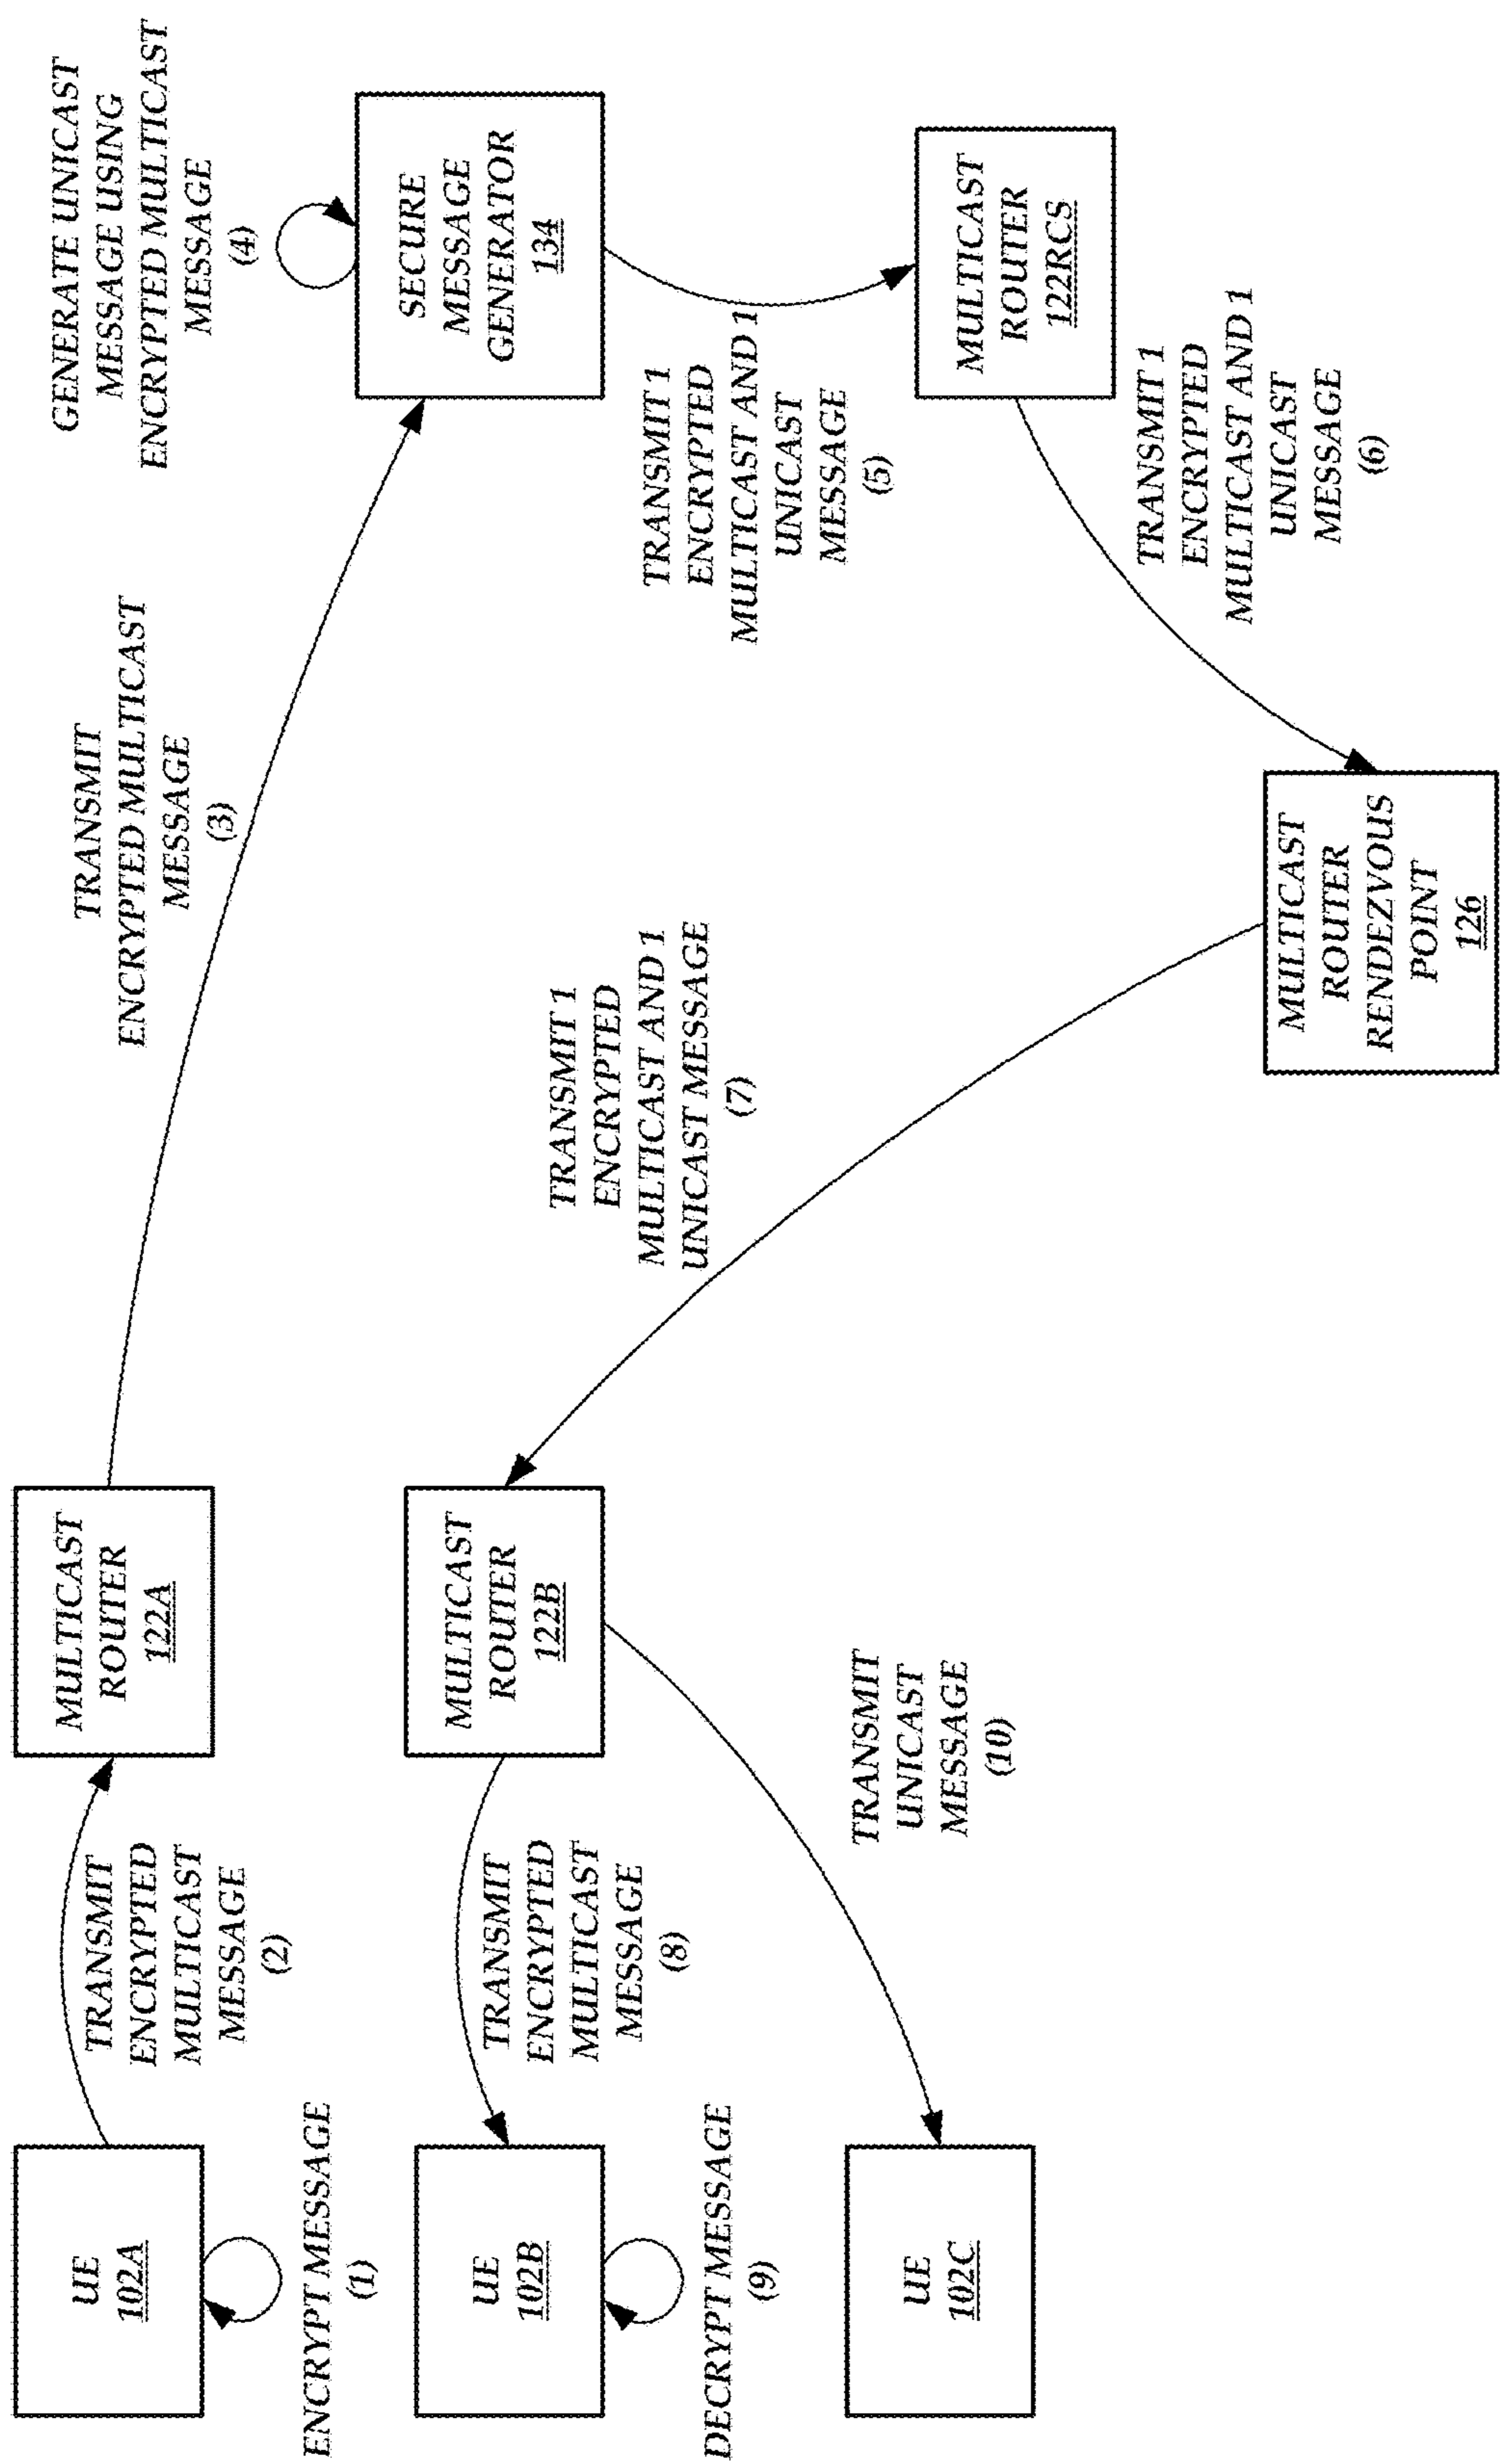 UE
102A
ENCRYPT MESSAGE
(1)
TRANSMIT
ENCRYPTED
MULTICAST
MESSAGE
(2)
MULTICAST
ROUTER
122A
TRANSMIT
ENCRYPTED MULTICAST
MESSAGE
(3)
GENERATE UNICAST
MESSAGE USING
ENCRYPTED MULTICAST
MESSAGE
(4)
SECURE
MESSAGE
GENERATOR
134
TRANSMIT 1
ENCRYPTED
MULTICAST AND 1
UNICAST
MESSAGE
(5)
MULTICAST
ROUTER
122RCS
TRANSMIT 1
ENCRYPTED
MULTICAST AND 1
UNICAST
MESSAGE
(6)
MULTICAST
ROUTER
RENDEZVOUS
POINT
126
TRANSMIT 1
ENCRYPTED
MULTICAST AND 1
UNICAST MESSAGE
(7)
MULTICAST
ROUTER
122B
TRANSMIT
ENCRYPTED
MULTICAST
MESSAGE
(8)
UE
102B
DECRYPT MESSAGE
(9)
TRANSMIT
UNICAST
MESSAGE
(10)
UE
102C